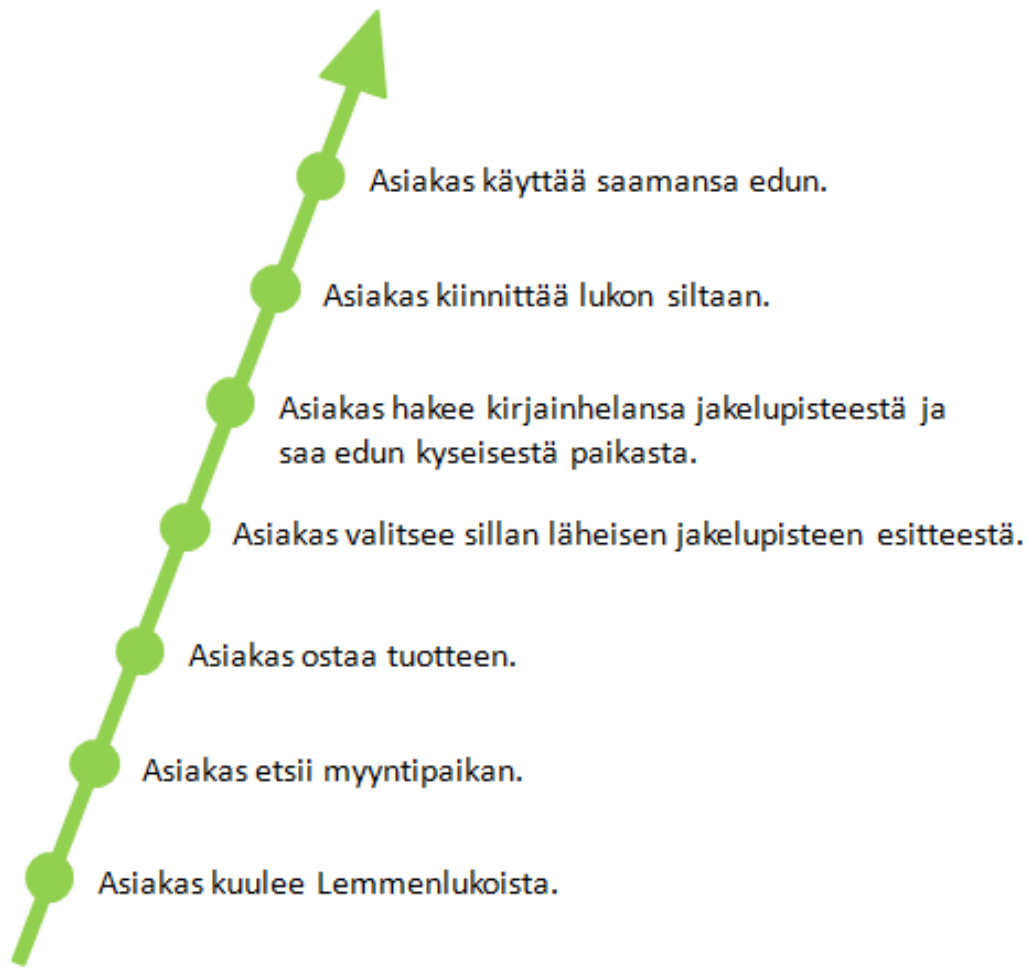 Asiakas käyttää saamansa edun.
Asiakas kiinnittää lukon siltaan.
Asiakas hakee kirjainhelansa jakelupisteestä ja
saa edun kyseisestä paikasta.
Asiakas valitsee sillan läheisen jakelupisteen esitteestä.
Asiakas ostaa tuotteen.
Asiakas etsii myyntipaikan.
Asiakas kuulee Lemmenlukoista.